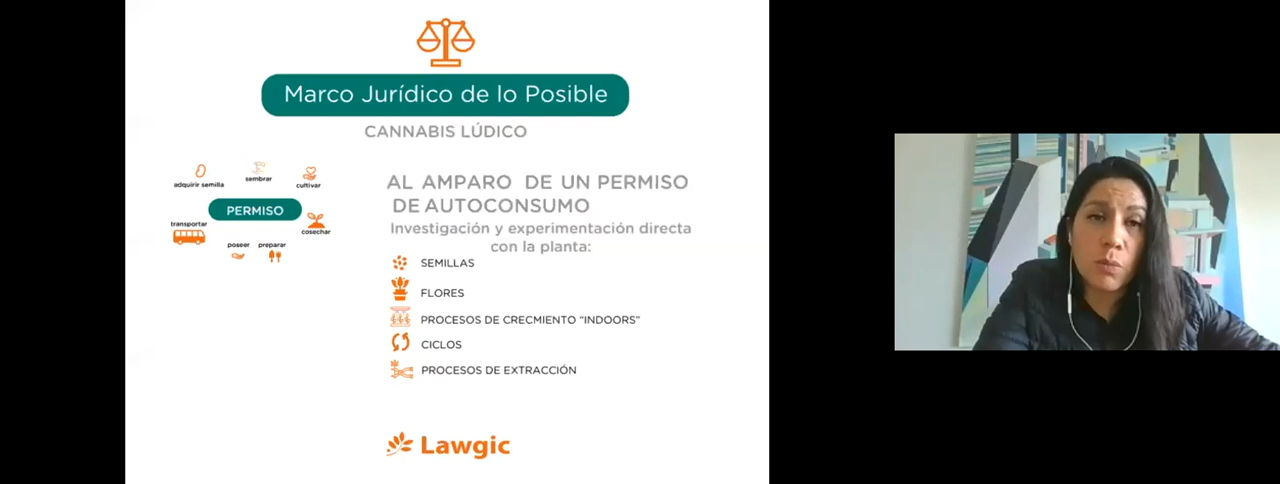 Marco Jurídico de lo Posible
CANNABIS LÚDICO
adquirir semilla
sembrar
cultivar
PERMISO
transportar
cosechar
poseer
preparar
AL AMPARO DE UN PERMISO
DE AUTOCONSUMO
Investigación y experimentación directa
con la planta:
SEMILLAS
FLORES
PROCESOS DE CRECMIENTO "INDOORS"
CICLOS
PROCESOS DE EXTRACCIÓN
Lawgic